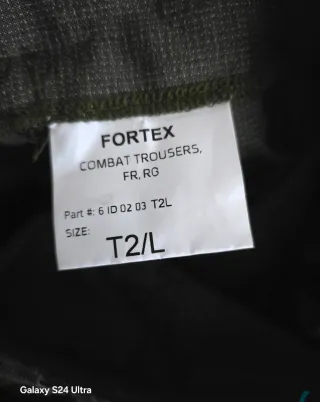 FORTEX
COMBAT TROUSERS,
FR, RG
Part #: 6 ID 02 03 T2L
SIZE:
T2/L
Galaxy S24 Ultra